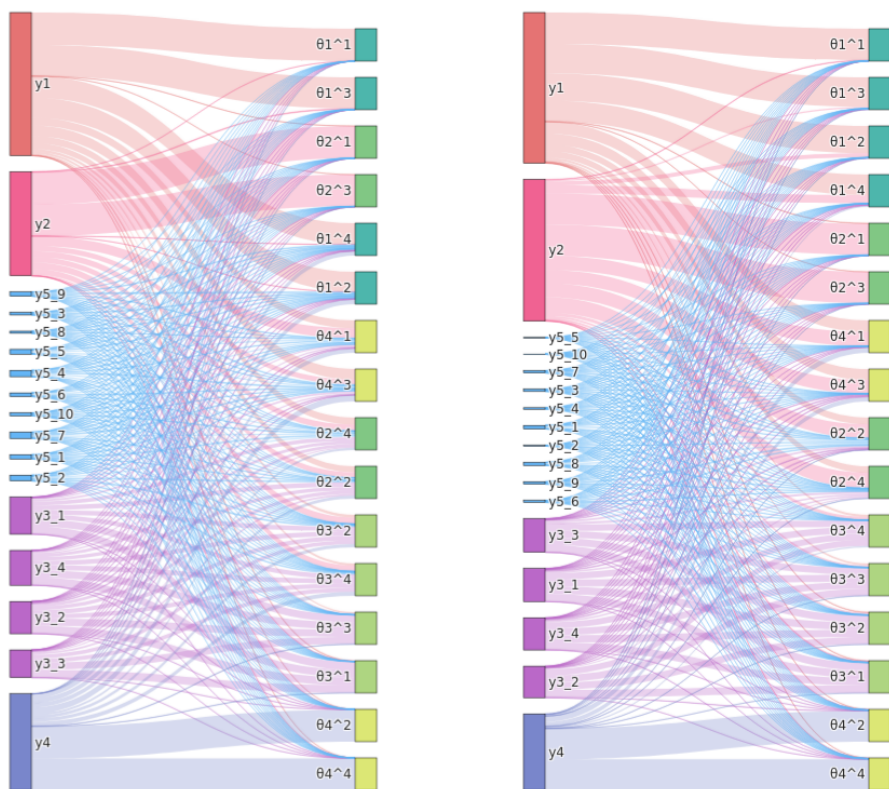 y1
y2
y5_9
y5_3
y5_8
y5_5
y5_4
y5_6
y5_10
y5_7
y5_1
y5_2
y3_1
y3_4
y3_2
y3_3
y4
θ1^1
θ1^3
θ2^1
θ2^3
θ1^4
θ1^2
θ4^1
θ4^3
θ2^4
θ2^2
θ3^2
θ3^4
θ3^3
θ3^1
θ4^2
θ4^4
y1
y2
y5_5
y5_10
y5_7
y5_3
y5_4
y5_1
y5_2
y5_8
y5_9
y5_6
y3_3
y3_1
y3_4
y3_2
y4
θ1^1
θ1^3
θ1^2
θ1^4
θ2^1
θ2^3
θ4^1
θ4^3
θ2^2
θ2^4
θ3^4
θ3^3
θ3^2
θ3^1
θ4^2
θ4^4